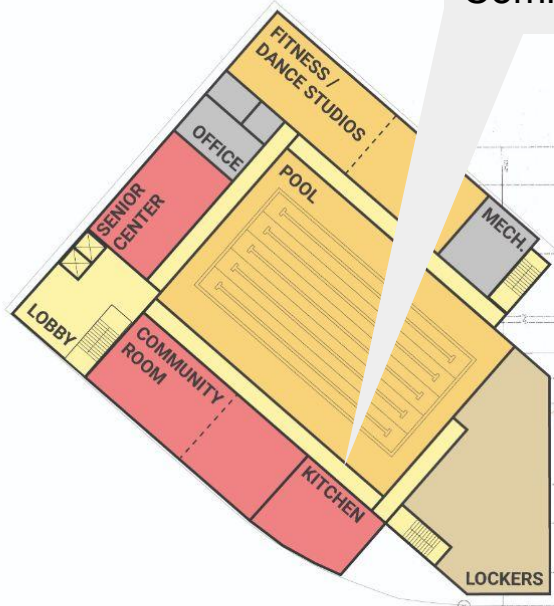 FITNESS /
DANCE STUDIOS
OFFICE
POOL
SENIOR
CENTER
MECH.
LOBBY
COMMUNITY
ROOM
KITCHEN
LOCKERS